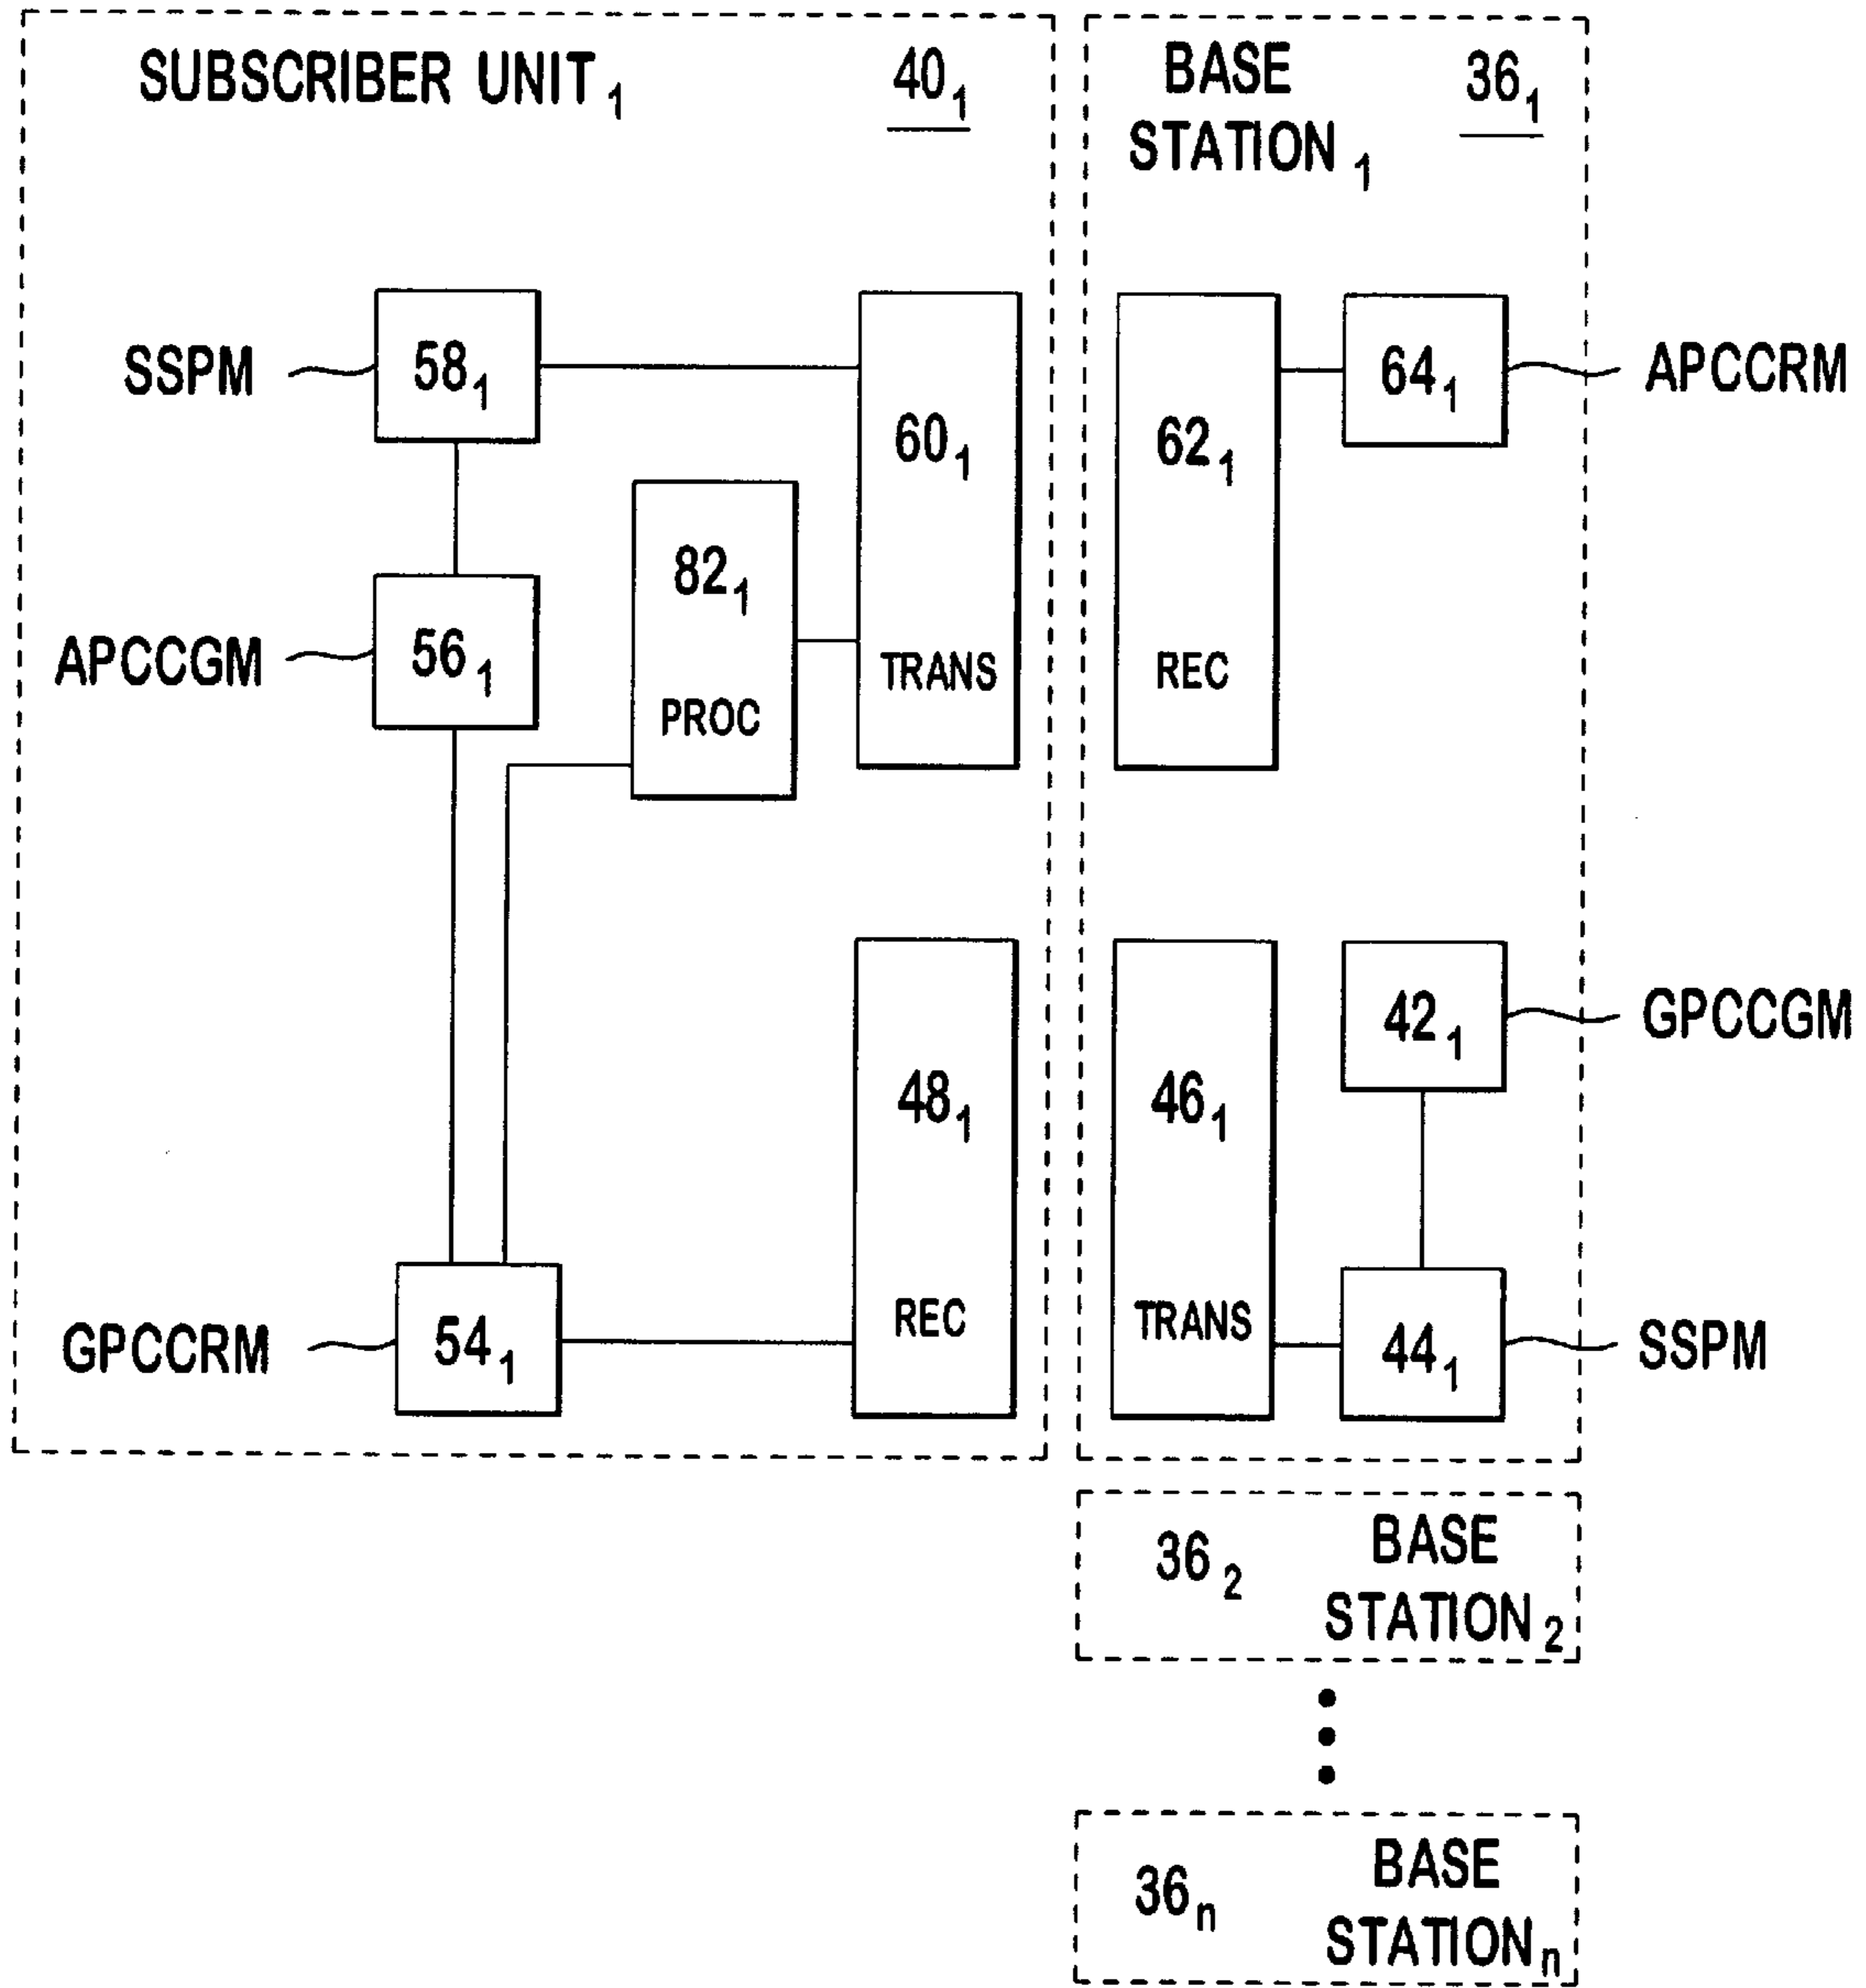 SUBSCRIBER UNIT₁ 40₁
BASE STATION₁ 36₁
SSPM
58₁
60₁
TRANS
82₁
PROC
APCCGM
56₁
62₁
REC
64₁
APCCRM
GPCCRM
54₁
48₁
REC
46₁
TRANS
42₁
GPCCGM
44₁
SSPM
36₂
BASE
STATION₂
36ₙ
BASE
STATIONₙ